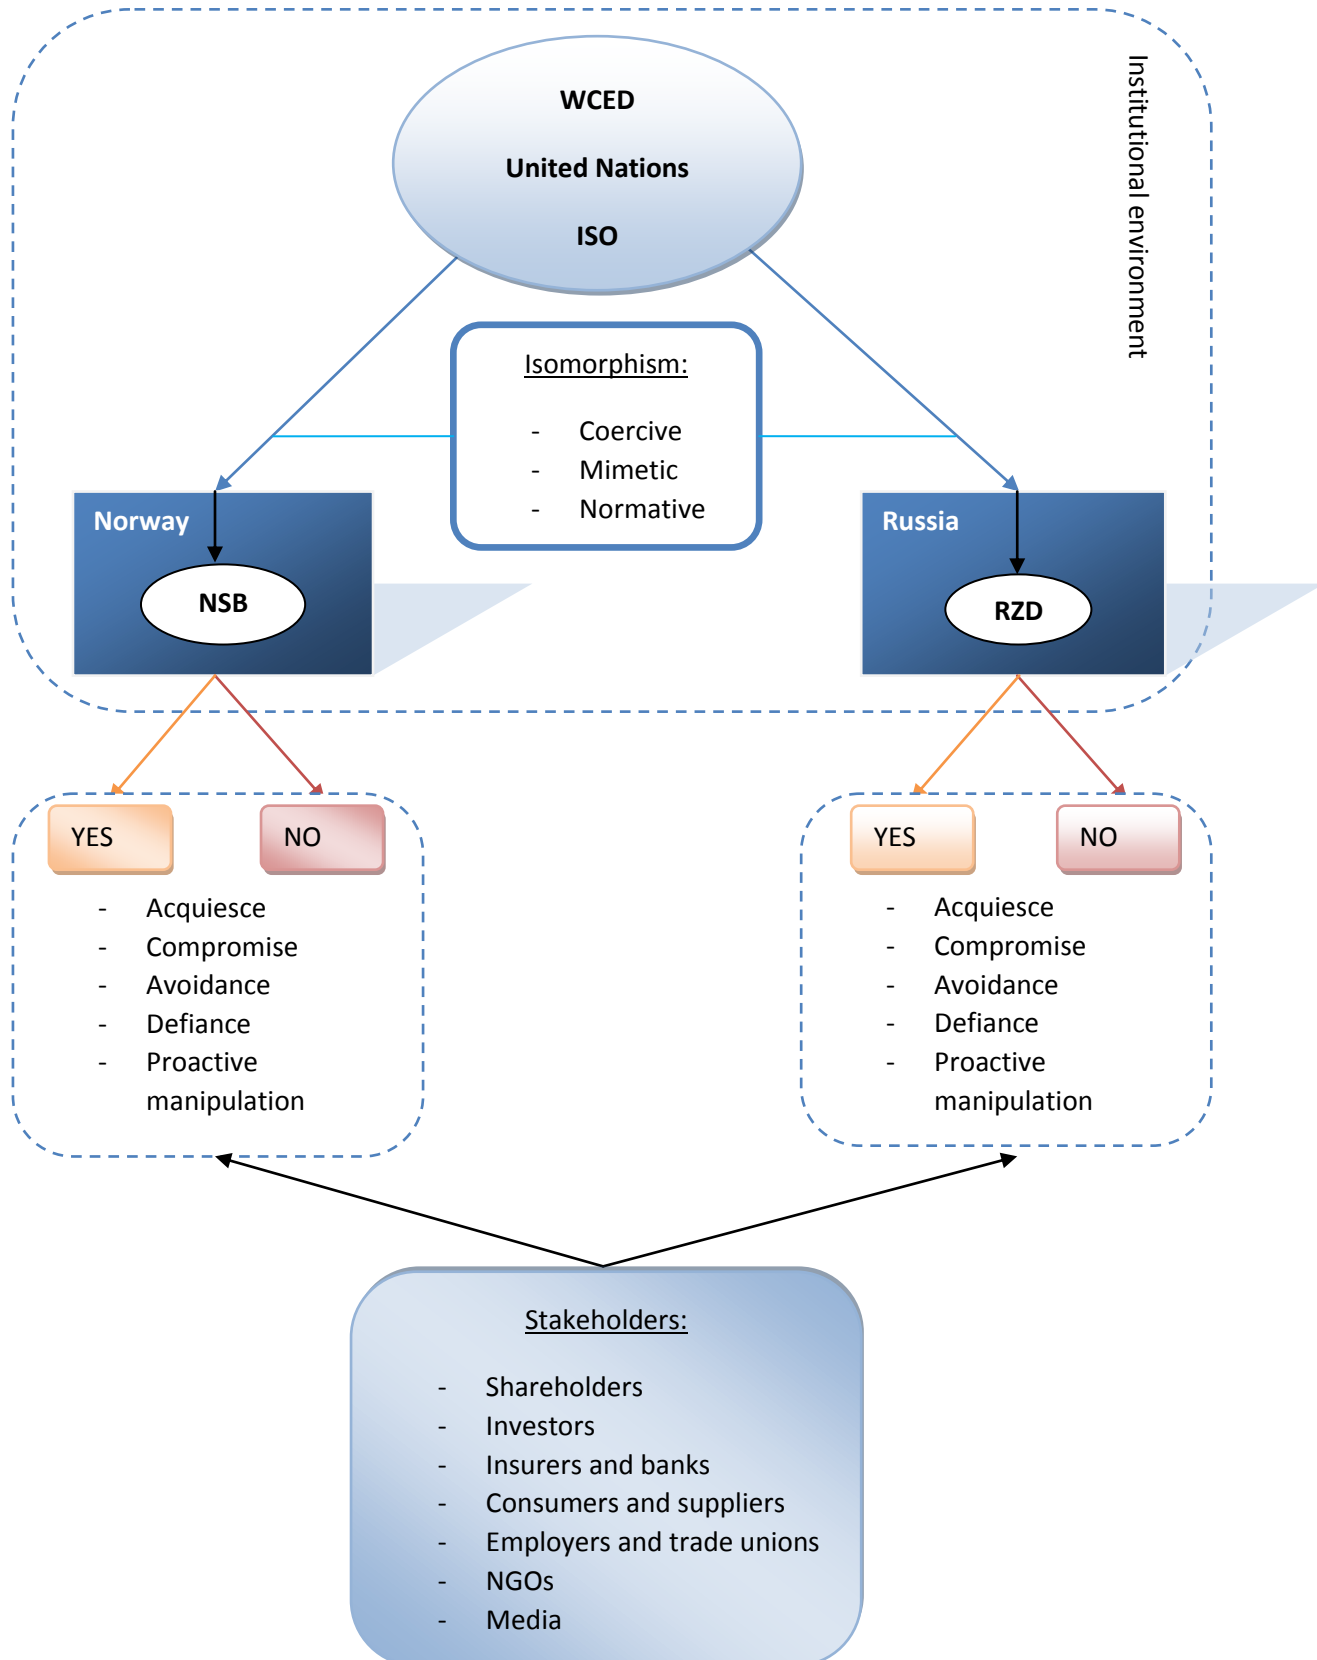 WCED
United Nations
ISO
Institutional environment
Isomorphism:
- Coercive
- Mimetic
- Normative
Norway
NSB
Russia
RZD
YES
NO
- Acquiesce
- Compromise
- Avoidance
- Defiance
- Proactive
manipulation
YES
NO
- Acquiesce
- Compromise
- Avoidance
- Defiance
- Proactive
manipulation
Stakeholders:
- Shareholders
- Investors
- Insurers and banks
- Consumers and suppliers
- Employers and trade unions
- NGOs
- Media